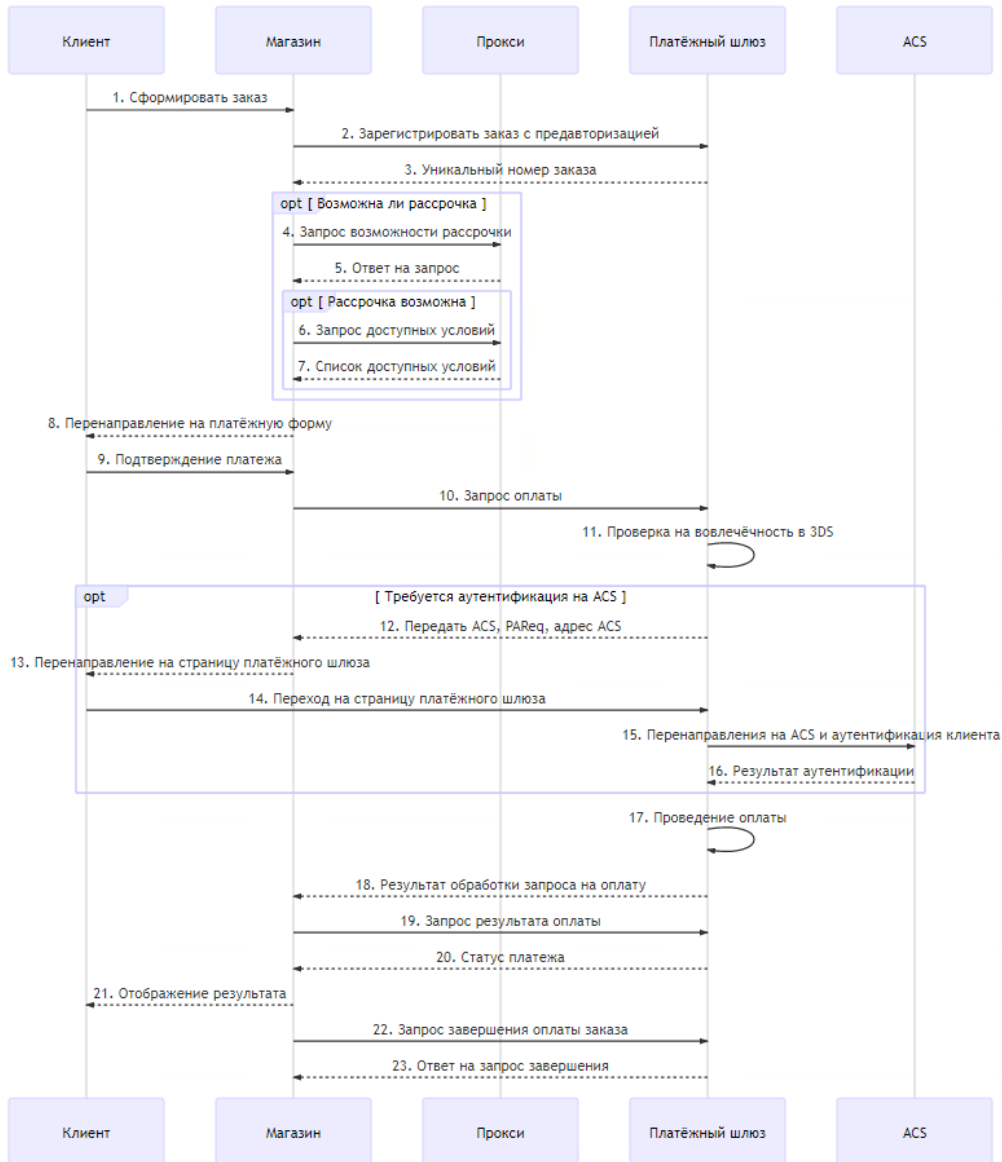 Клиент
Магазин
Прокси
Платёжный шлюз
ACS
1. Сформировать заказ
2. Зарегистрировать заказ с предавторизацией
3. Уникальный номер заказа
opt [ Возможна ли рассрочка ]
4. Запрос возможности рассрочки
5. Ответ на запрос
opt [ Рассрочка возможна ]
6. Запрос доступных условий
7. Список доступных условий
8. Перенаправление на платёжную форму
9. Подтверждение платежа
10. Запрос оплаты
11. Проверка на вовлечённость в 3DS
opt [ Требуется аутентификация на ACS ]
12. Передать ACS, PAReq, адрес ACS
13. Перенаправление на страницу платёжного шлюза
14. Переход на страницу платёжного шлюза
15. Перенаправления на ACS и аутентификация клиента
16. Результат аутентификации
17. Проведение оплаты
18. Результат обработки запроса на оплату
19. Запрос результата оплаты
20. Статус платежа
21. Отображение результата
22. Запрос завершения оплаты заказа
23. Ответ на запрос завершения
Клиент
Магазин
Прокси
Платёжный шлюз
ACS